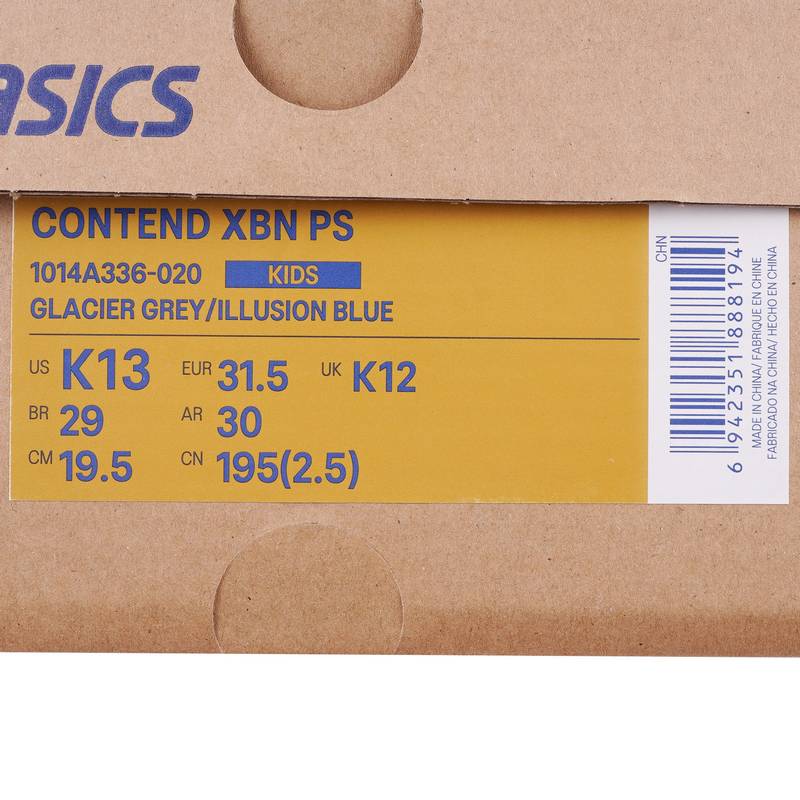 ASICS
CONTEND XBN PS
1014A336-020 KIDS
GLACIER GREY/ILLUSION BLUE
US K13 EUR 31.5 UK K12
BR 29 AR 30
CM 19.5 CN 195(2.5)
CHN
6 942351 888194
MADE IN CHINA/ FABRIQUE EN CHINE
FABRICADO NA CHINA/ HECHO EN CHINA